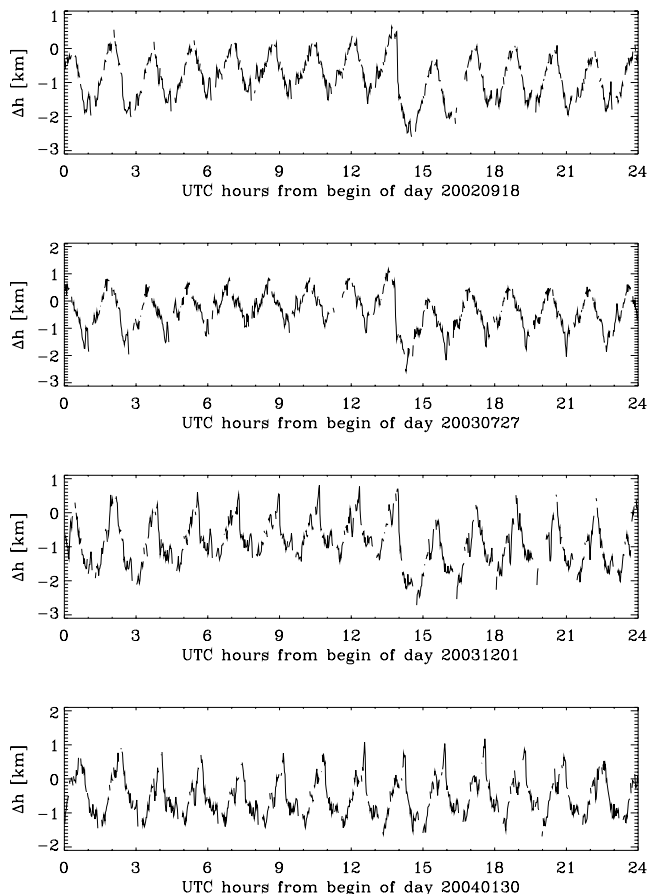 1
0
−1
−2
−3
Δh [km]
0 3 6 9 12 15 18 21 24
UTC hours from begin of day 20020918
2
1
0
−1
−2
−3
Δh [km]
0 3 6 9 12 15 18 21 24
UTC hours from begin of day 20030727
1
0
−1
−2
−3
Δh [km]
0 3 6 9 12 15 18 21 24
UTC hours from begin of day 20031201
2
1
0
−1
−2
Δh [km]
0 3 6 9 12 15 18 21 24
UTC hours from begin of day 20040130